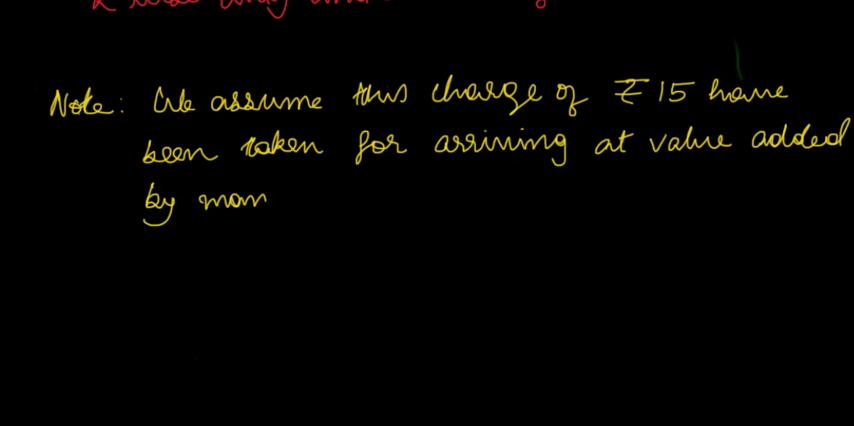 Note: We assume this charge of ₹ 15 have
been taken for arriving at value added
by man